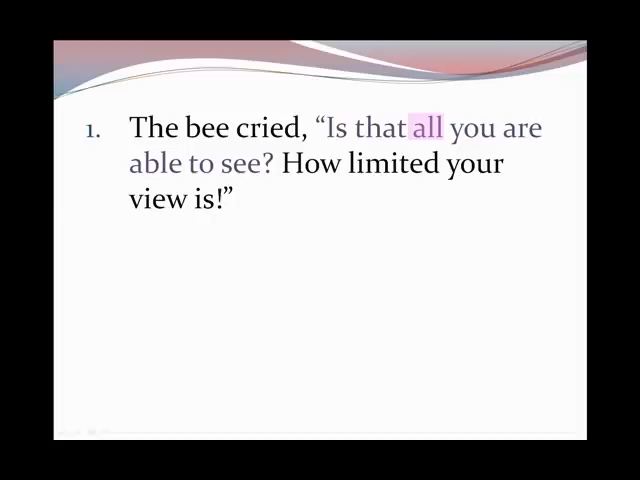 1. The bee cried, “Is that all you are
able to see? How limited your
view is!”